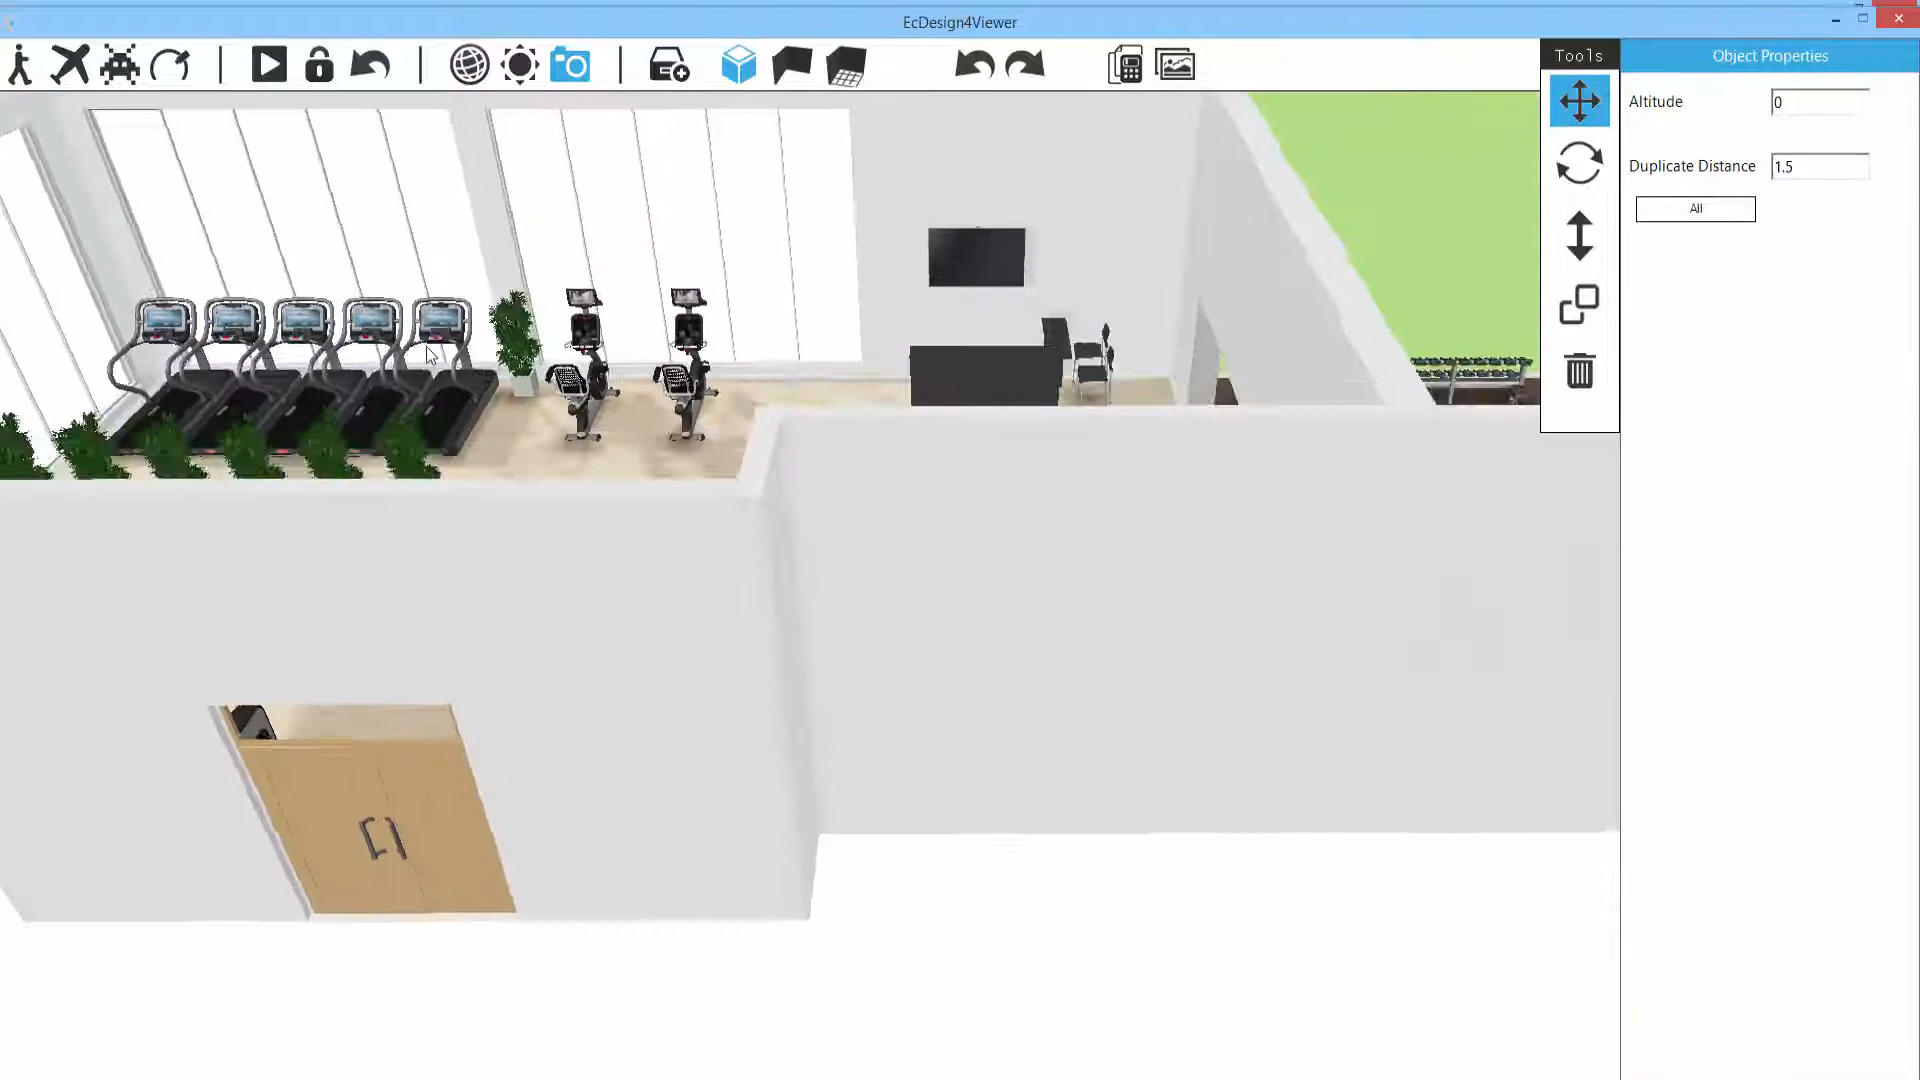 EcDesign4Viewer
Tools
Object Properties
Altitude
0
Duplicate Distance
1.5
All